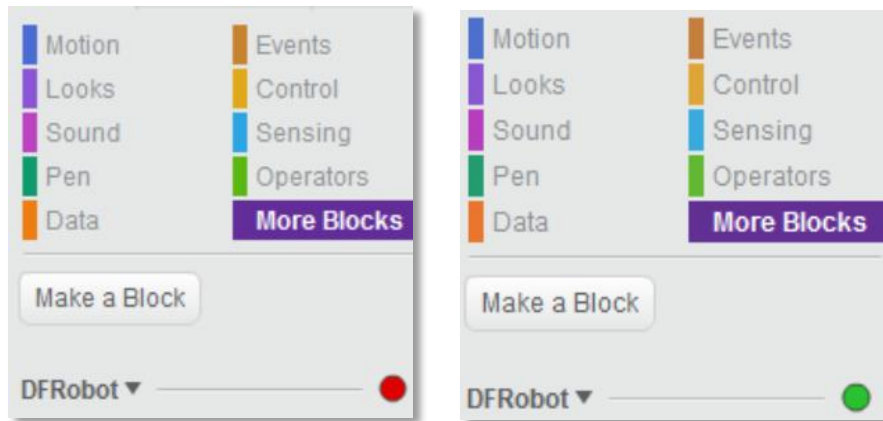 Motion Events
Looks Control
Sound Sensing
Pen Operators
Data More Blocks
Make a Block
DFRobot ▼
Motion Events
Looks Control
Sound Sensing
Pen Operators
Data More Blocks
Make a Block
DFRobot ▼